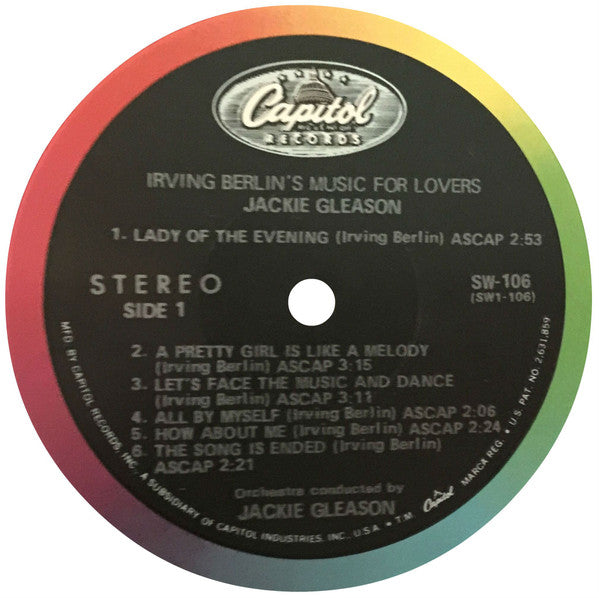 Capitol
RECORDS
IRVING BERLIN'S MUSIC FOR LOVERS
JACKIE GLEASON
1. LADY OF THE EVENING (Irving Berlin) ASCAP 2:53
STEREO
SIDE 1
SW-106
(SW1-106)
2. A PRETTY GIRL IS LIKE A MELODY
(Irving Berlin) ASCAP 3:15
3. LET'S FACE THE MUSIC AND DANCE
(Irving Berlin) ASCAP 3:11
4. ALL BY MYSELF (Irving Berlin) ASCAP 2:06
5. HOW ABOUT ME (Irving Berlin) ASCAP 2:24
6. THE SONG IS ENDED (Irving Berlin)
ASCAP 2:21
Orchestra conducted by
JACKIE GLEASON
MFD. BY CAPITOL RECORDS, INC., A SUBSIDIARY OF CAPITOL INDUSTRIES, INC., U.S.A. • T.M. Capitol MARCA REG. • U.S. PAT. NO. 2,631,859